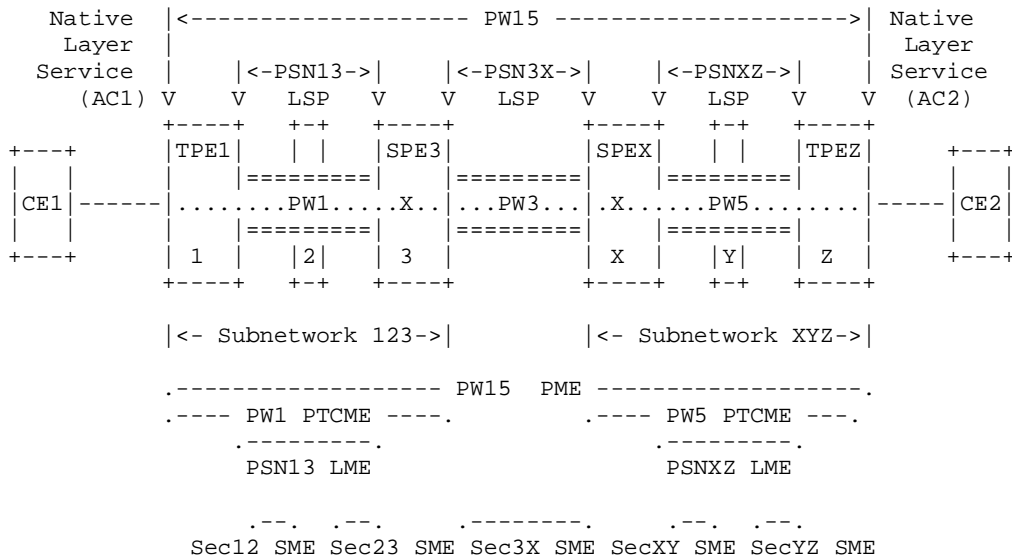 Native  |<-------------------- PW15 --------------------->| Native
Layer   |                                                 |  Layer
Service  |    |<-PSN13->|    |<-PSN3X->|    |<-PSNXZ->|    | Service
(AC1) V    V   LSP   V    V   LSP   V    V   LSP   V    V  (AC2)
+----+   +-+   +----+         +----+   +-+   +----+
+---+      |TPE1|   | |   |SPE3|         |SPEX|   | |   |TPEZ|     +---+
|   |      |    |=========|    |=========|    |=========|    |     |   |
|CE1|------|........PW1.....X..|...PW3...|.X......PW5........|-----|CE2|
|   |      |    |=========|    |=========|    |=========|    |     |   |
+---+      | 1  |   |2|   | 3  |         | X  |   |Y|   | Z  |     +---+
+----+   +-+   +----+         +----+   +-+   +----+
|<- Subnetwork 123->|         |<- Subnetwork XYZ->|
.------------------- PW15  PME -------------------.
.---- PW1 PTCME ----.         .---- PW5 PTCME ---.
.---------.                   .---------.
PSN13 LME                     PSNXZ LME
.--.  .--.     .--------.     .--.  .--.
Sec12 SME Sec23 SME Sec3X SME SecXY SME SecYZ SME